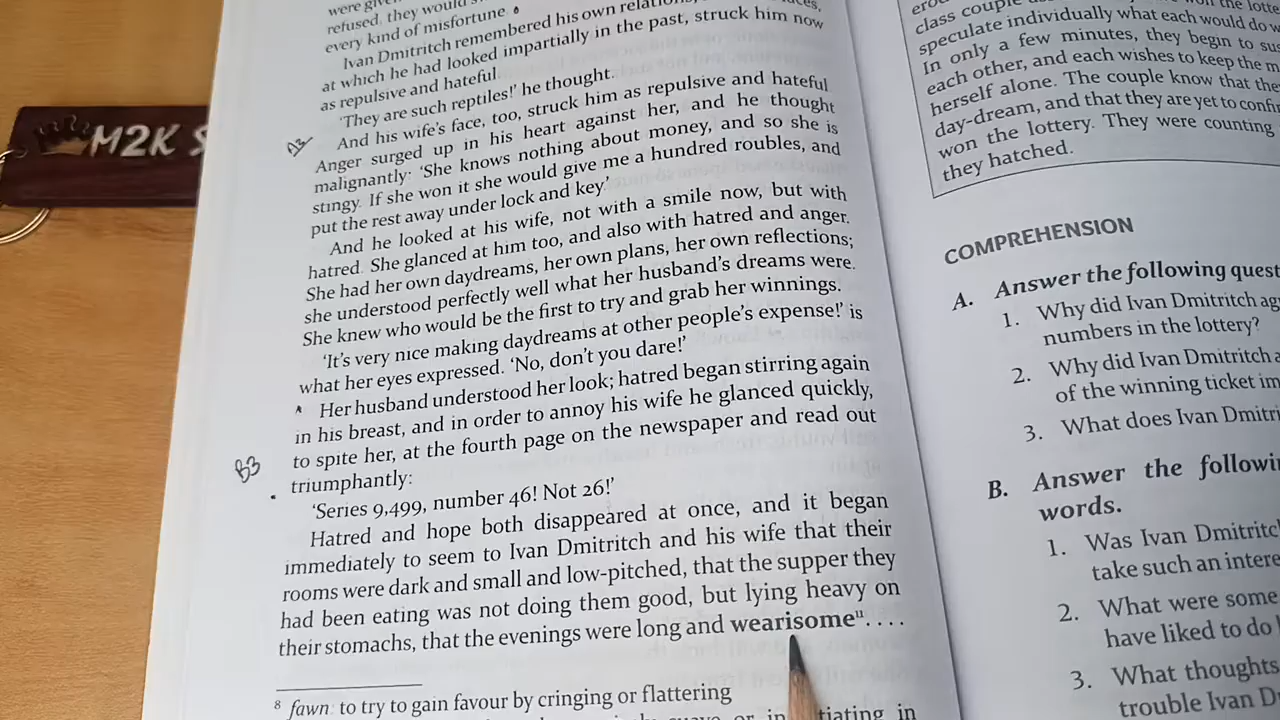 M2K S
were
refused, they would
every kind of misfortune.
Ivan Dmitritch remembered his own
at which he had looked impartially in the past, struck him now
as repulsive and hateful.
'They are such reptiles!' he thought.
A3
And his wife's face, too, struck him as repulsive and hateful
Anger surged up in his heart against her, and he thought
malignantly: 'She knows nothing about money, and so she is
stingy. If she won it she would give me a hundred roubles, and
put the rest away under lock and key.'
And he looked at his wife, not with a smile now, but with
hatred. She glanced at him too, and also with hatred and anger.
She had her own daydreams, her own plans, her own reflections;
she understood perfectly well what her husband's dreams were.
She knew who would be the first to try and grab her winnings.
'It's very nice making daydreams at other people's expense!' is
what her eyes expressed. 'No, don't you dare!'
Her husband understood her look; hatred began stirring again
in his breast, and in order to annoy his wife he glanced quickly,
B3
to spite her, at the fourth page on the newspaper and read out
triumphantly:
'Series 9,499, number 46! Not 26!'
Hatred and hope both disappeared at once, and it began
immediately to seem to Ivan Dmitritch and his wife that their
rooms were dark and small and low-pitched, that the supper they
had been eating was not doing them good, but lying heavy on
their stomachs, that the evenings were long and wearisome¹¹. . . .
⁸ fawn: to try to gain favour by cringing or flattering
or in tiating in
the lotte
class couple
speculate individually what each would do w
In only a few minutes, they begin to sus
each other, and each wishes to keep the m
herself alone. The couple know that the
day-dream, and that they are yet to confi
won the lottery. They were counting
they hatched.
COMPREHENSION
A. Answer the following quest
1. Why did Ivan Dmitritch ag
numbers in the lottery?
2. Why did Ivan Dmitritch a
of the winning ticket im
3. What does Ivan Dmitri
B. Answer the followi
words.
1. Was Ivan Dmitritc
take such an intere
2. What were some
have liked to do
3. What thoughts
trouble Ivan D